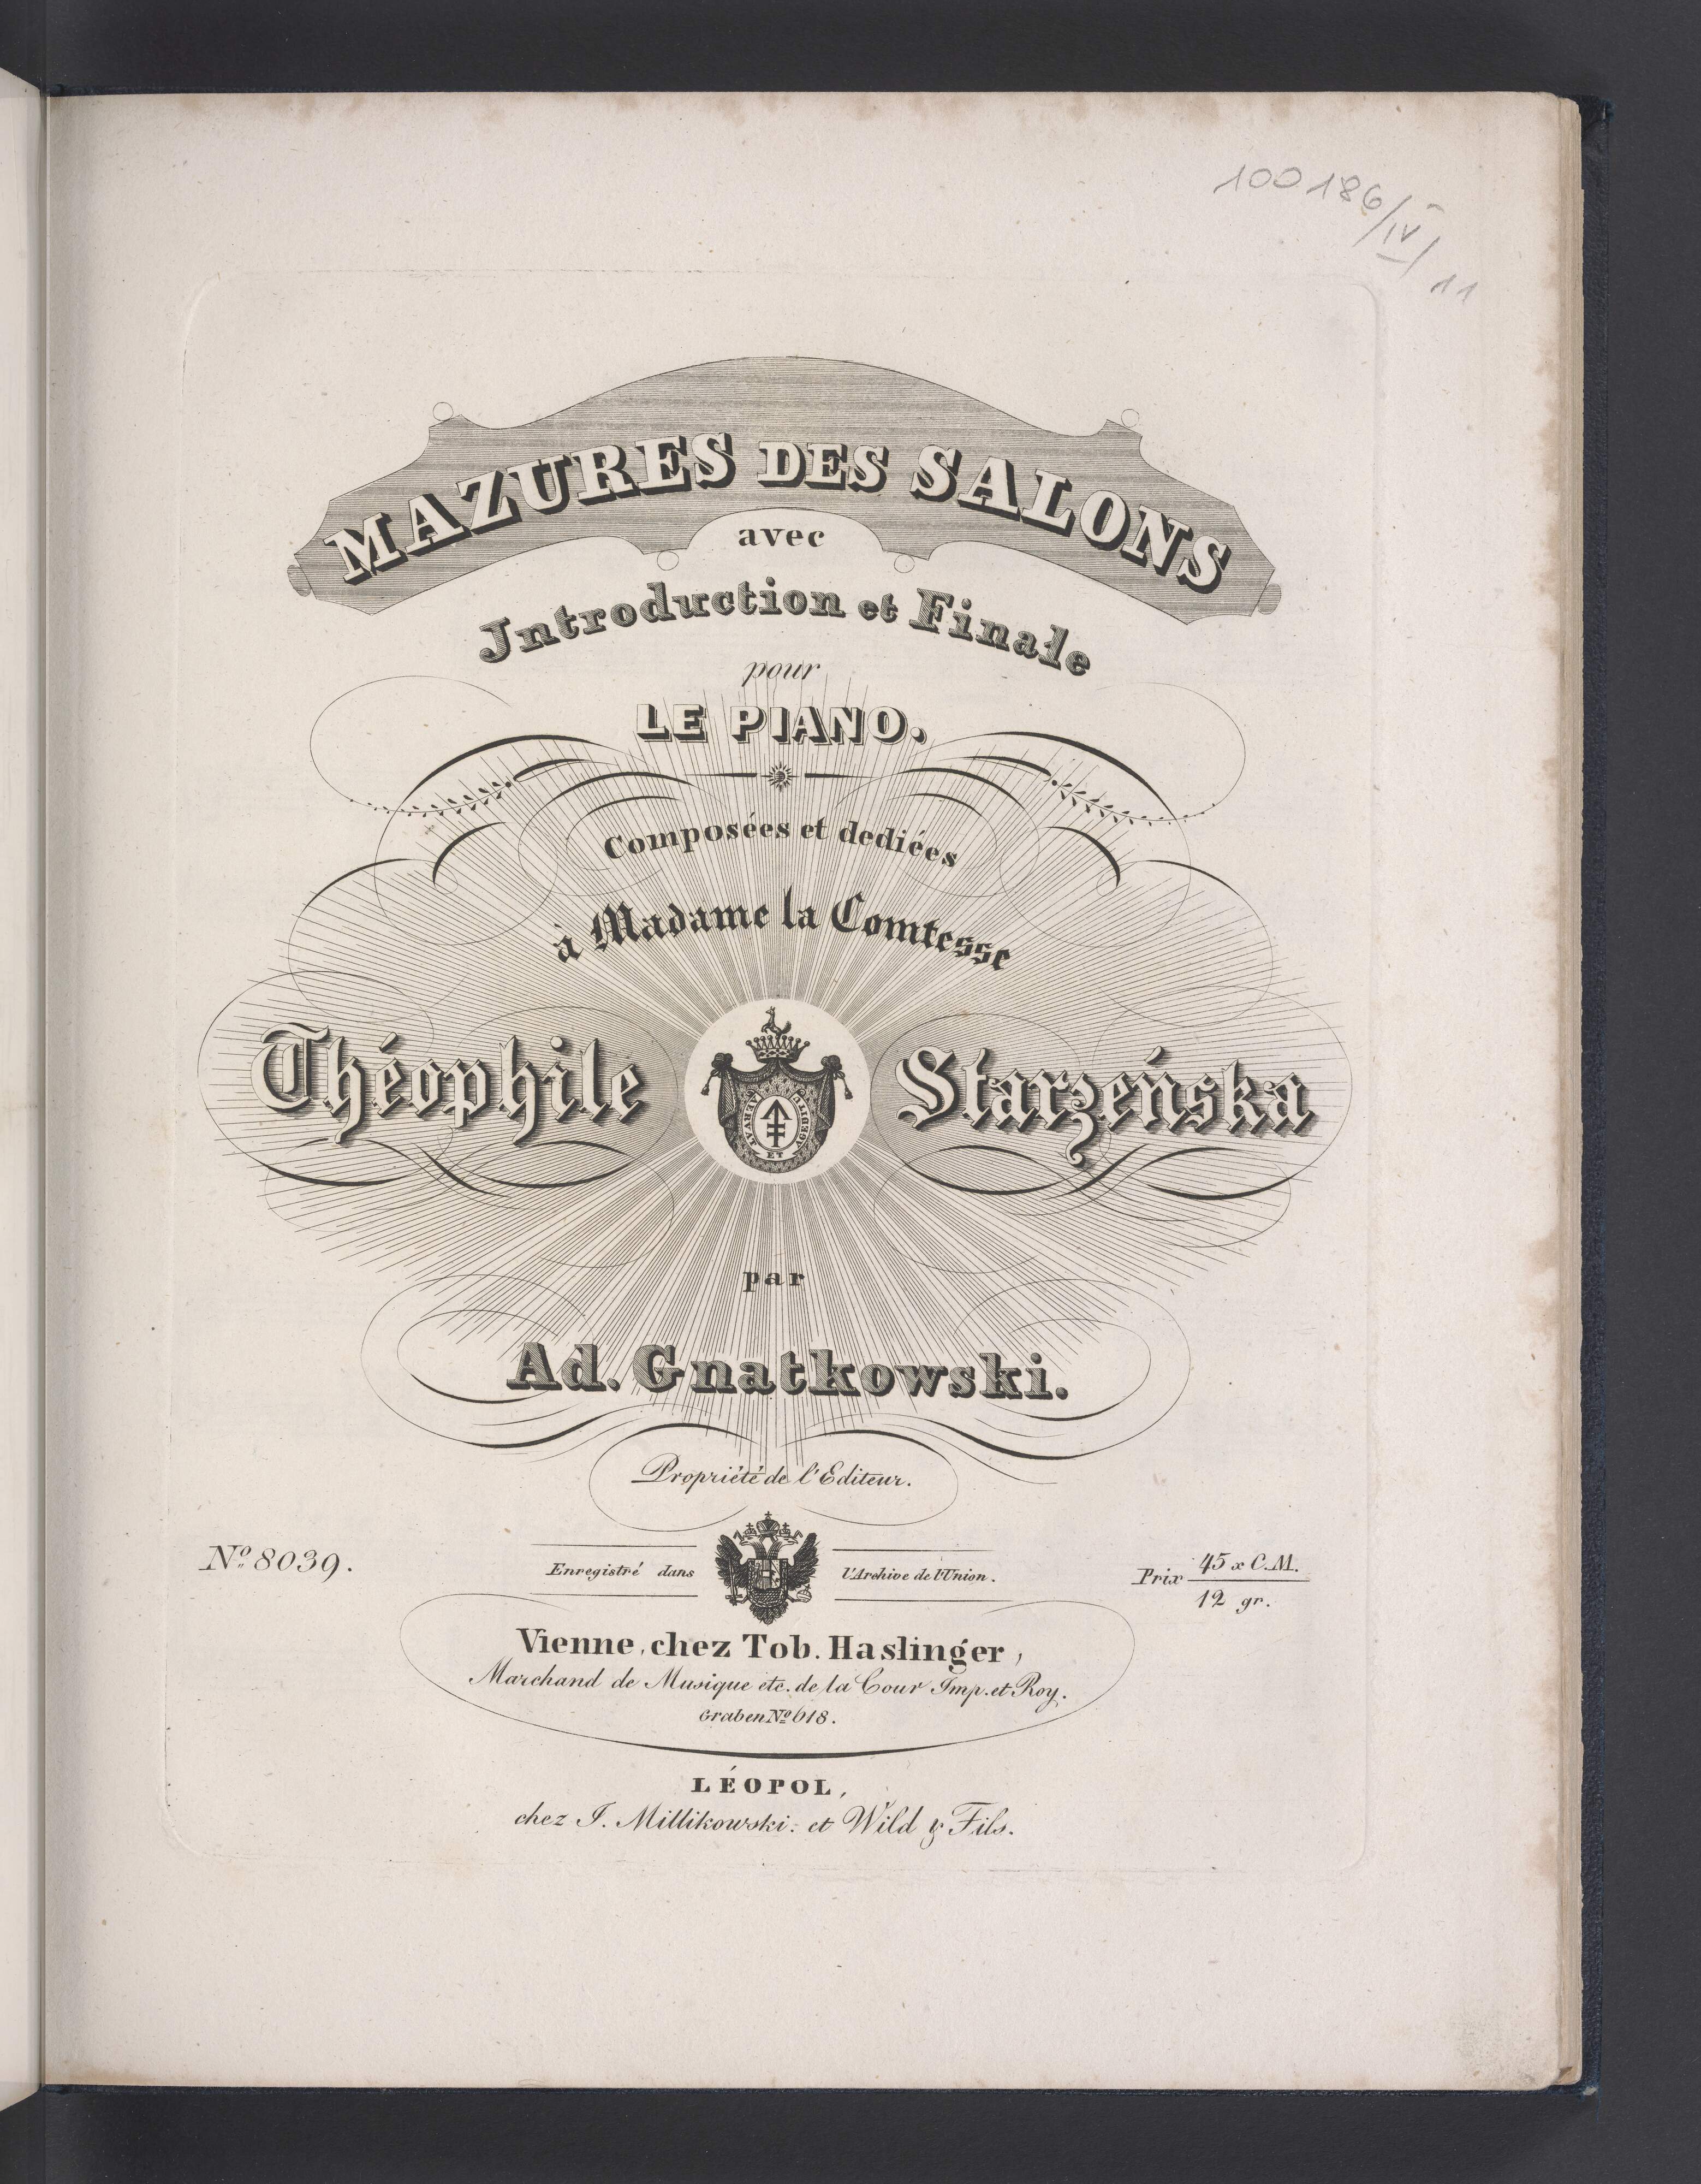 100186/IV/11
MAZURES DES SALONS
avec
Jntroduction et Finale
pour
LE PIANO.
Composées et dediées
à Madame la Comtesse
Théophile Starzeńska
ET AGEREDITE
par
Ad. Gnatkowski.
Propriété de l'Editeur.
No. 8039.
Enregistré dans l'Archive de l'Union.
Prix 45 x C.M.
12 gr.
Vienne, chez Tob. Haslinger,
Marchand de Musique etc. de la Cour Imp. et Roy.
Graben No. 618.
LÉOPOL,
chez J. Millikowski. et Wild & Fils.